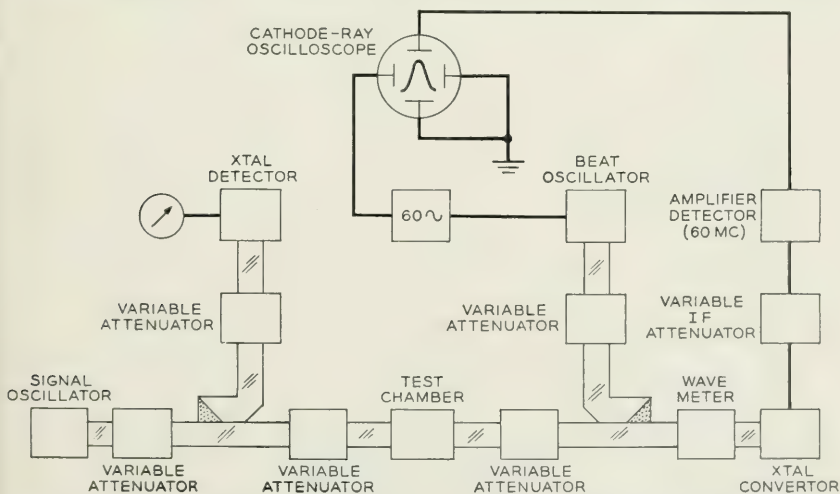 CATHODE-RAY
OSCILLOSCOPE
XTAL
DETECTOR
BEAT
OSCILLATOR
60~
AMPLIFIER
DETECTOR
(60 MC)
VARIABLE
ATTENUATOR
VARIABLE
ATTENUATOR
VARIABLE
IF
ATTENUATOR
SIGNAL
OSCILLATOR
TEST
CHAMBER
WAVE
METER
VARIABLE
ATTENUATOR
VARIABLE
ATTENUATOR
VARIABLE
ATTENUATOR
XTAL
CONVERTOR